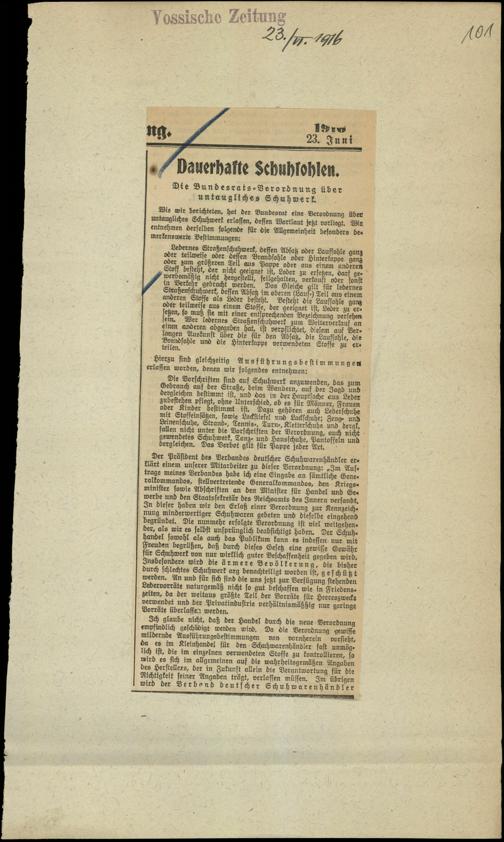 Vossische Zeitung
23./VI. 1916
101
ng.
23. Juni
Dauerhafte Schuhsohlen.
Die Bundesrats-Verordnung über
untaugliches Schuhwerk.
Wie wir berichteten, hat der Bundesrat eine Verordnung über
untaugliches Schuhwerk erlassen, dessen Wortlaut jetzt vorliegt. Wir
entnehmen derselben folgende für die Allgemeinheit besonders be-
merkenswerte Bestimmungen:
Ledernes Straßenschuhwerk, dessen Absatz oder Lauffohle ganz
oder teilweise oder dessen Brandsohle oder Hinterkappe ganz
oder zum größeren Teil aus Pappe oder aus einem anderen
Stoff besteht, der nicht geeignet ist, Leder zu ersetzen, darf ge-
werbsmäßig nicht hergestellt, feilgehalten, verkauft oder sonst
in Verkehr gebracht werden. Das Gleiche gilt für ledernes
Straßenschuhwerk, dessen Absatz im oberen (Lauf-) Teil aus einem
anderen Stoffe als Leder besteht. Besteht die Laufsohle ganz
oder teilweise aus einem Stoffe, der geeignet ist, Leder zu er-
setzen, so muß sie mit einer entsprechenden Bezeichnung versehen
sein. Wer ledernes Straßenschuhwerk zum Weiterverkauf an
einen anderen abgegeben hat, ist verpflichtet, diesem auf Ver-
langen Auskunft über die für den Absatz, die Laufsohle, die
Brandsohle und die Hinterkappe verwendeten Stoffe zu er-
teilen.
Hierzu sind gleichzeitig Ausführungsbestimmungen
erlassen worden, denen wir folgendes entnehmen:
Die Vorschriften sind auf Schuhwerk anzuwenden, das zum
Gebrauch auf der Straße, beim Wandern, auf der Jagd und
dergleichen bestimmt ist, und das in der Hauptsache aus Leder
zu bestehen pflegt, ohne Unterschied, ob es für Männer, Frauen
oder Kinder bestimmt ist. Dazu gehören auch Lederschuhe
mit Stoffeinsätzen, sowie Lackstiefel und Lackschuhe; Zeug- und
Leinenschuhe, Strand-, Tennis-, Turn-, Kletterschuhe und dergl.
fallen nicht unter die Vorschriften der Verordnung, auch nicht
gewendetes Schuhwerk, Tanz- und Hausschuhe, Pantoffeln und
dergleichen. Das Verbot gilt für Pappe jeder Art.
Der Präsident des Verbandes deutscher Schuhwarenhändler er-
klärt einem unserer Mitarbeiter zu dieser Verordnung: „Im Auf-
trage meines Verbandes habe ich eine Eingabe an sämtliche Gene-
ralkommandos, stellvertretende Generalkommandos, den Kriegs-
minister sowie Abschriften an den Minister für Handel und Ge-
werbe und den Staatssekretär des Reichsamts des Innern versandt.
In dieser haben wir den Erlaß einer Verordnung zur Kennzeich-
nung minderwertiger Schuhwaren gebeten und dieselbe eingehend
begründet. Die nunmehr erfolgte Verordnung ist viel weitgehen-
der, als wir es selbst ursprünglich beabsichtigt haben. Der Schuh-
handel sowohl als auch das Publikum kann es indessen nur mit
Freuden begrüßen, daß durch dieses Gesetz eine gewisse Gewähr
für Schuhwerk von nur wirklich guter Beschaffenheit gegeben wird.
Insbesondere wird die ärmere Bevölkerung, die bisher
durch schlechtes Schuhwerk arg benachteiligt worden ist, geschützt
werden. An und für sich sind die uns jetzt zur Verfügung stehenden
Ledervorräte naturgemäß nicht so gut beschaffen wie in Friedens-
zeiten, da der weitaus größte Teil der Vorräte für Heereszwecke
verwendet und der Privatindustrie verhältnismäßig nur geringe
Vorräte überlassen werden.
Ich glaube nicht, daß der Handel durch die neue Verordnung
empfindlich geschädigt werden wird. Da die Verordnung gewisse
mildernde Ausführungsbestimmungen von vornherein vorsieht,
da es im Kleinhandel für den Schuhwarenhändler fast unmög-
lich ist, die im einzelnen verwendeten Stoffe zu kontrollieren, so
wird es sich im allgemeinen auf die wahrheitsgemäßen Angaben
des Herstellers, der in Zukunft allein die Verantwortung für die
Richtigkeit seiner Angaben trägt, verlassen müssen. Im übrigen
wird der Verband deutscher Schuhwarenhändler